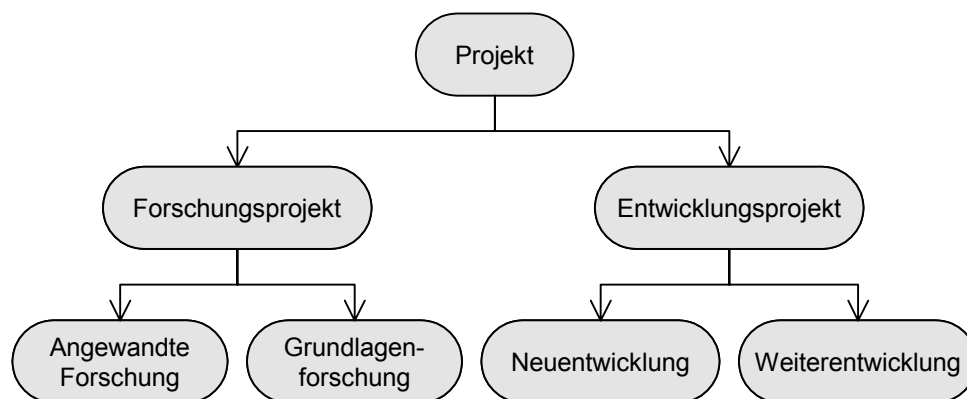 Projekt
Forschungsprojekt
Entwicklungsprojekt
Angewandte
Forschung
Grundlagen-
forschung
Neuentwicklung
Weiterentwicklung